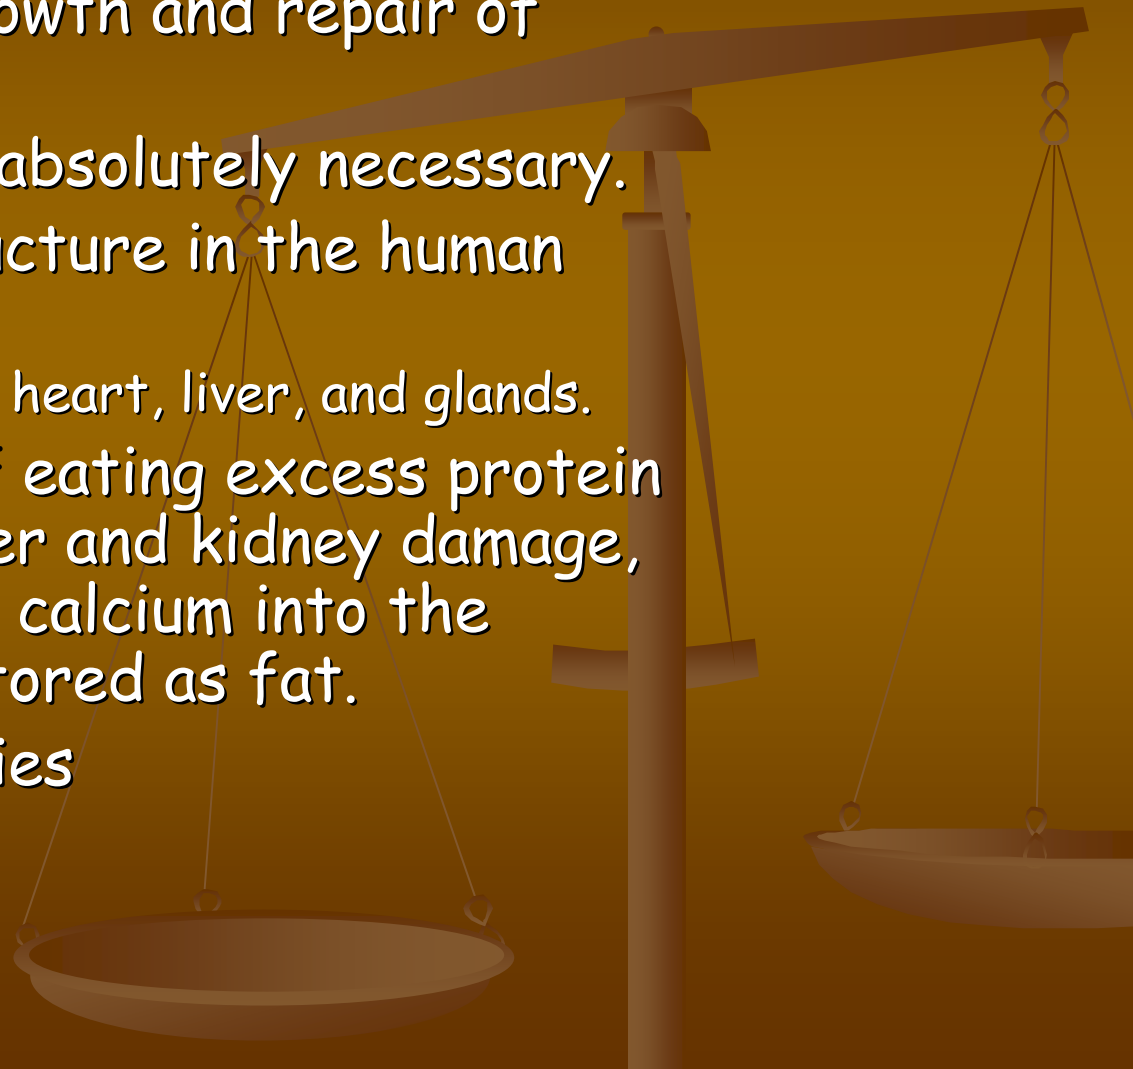 owth and repair of
absolutely necessary.
ucture in the human
heart, liver, and glands.
eating excess protein
er and kidney damage,
calcium into the
tored as fat.
ies